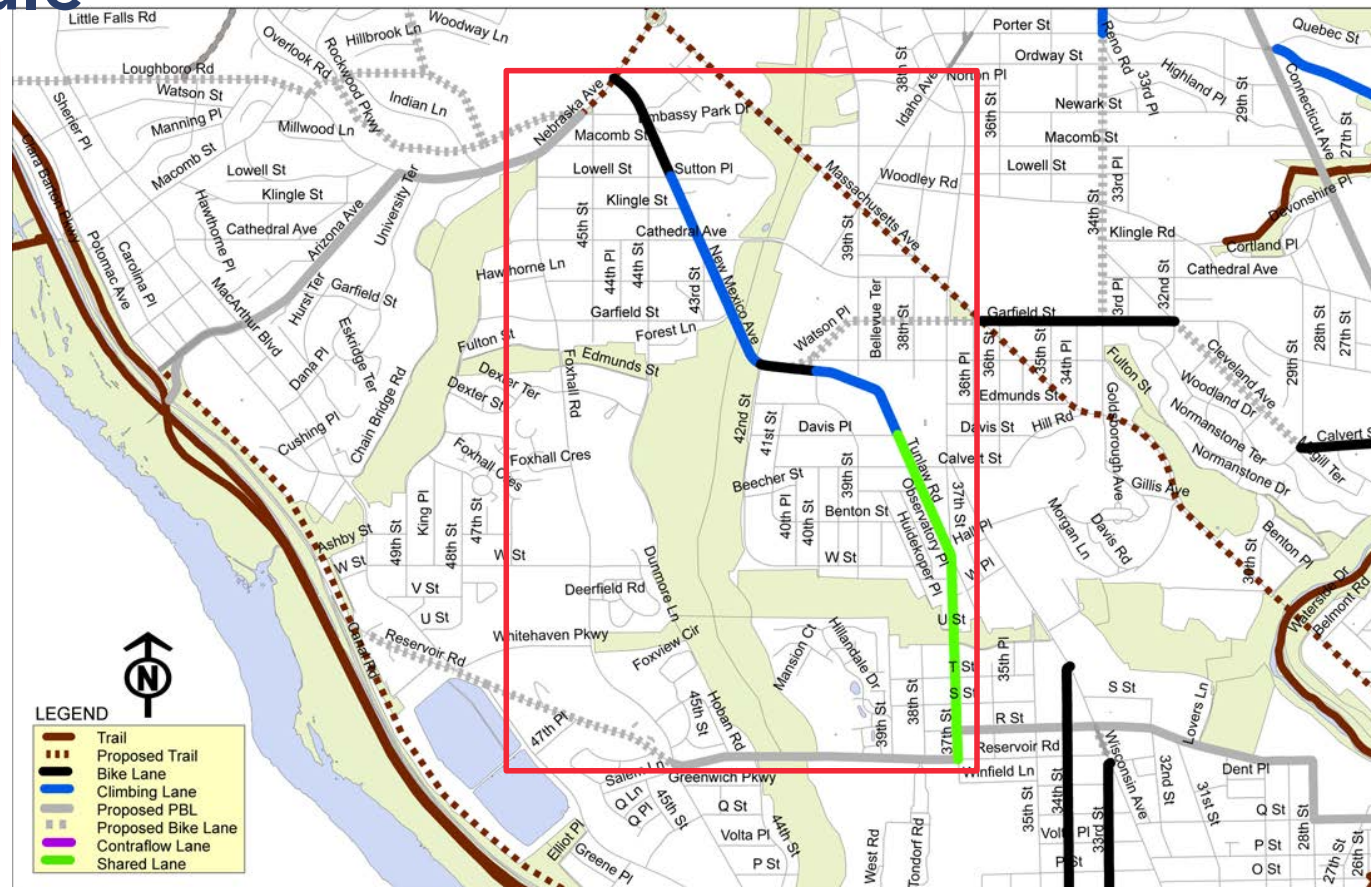 Little Falls Rd
Woodway Ln
Hillbrook Ln
Overlook Rd
Rockwood Pkwy
Loughboro Rd
Watson St
Indian Ln
Manning Pl
Millwood Ln
Sherier Pl
Macomb St
Lowell St
Klingle St
Cathedral Ave
Hawthorne Pl
Arizona Ave
University Ter
Nebraska Ave
Clara Barton Pkwy
Potomac Ave
Carolina Pl
MacArthur Blvd
Hurst Ter
Garfield St
Eskridge Ter
Dana Pl
Cushing Pl
Chain Bridge Rd
Fulton St
Dexter Ter
Dexter St
Foxhall Cres
Foxhall Cres
Hawthorne Ln
Embassy Park Dr
Macomb St
Lowell St
Sutton Pl
Klingle St
45th St
Cathedral Ave
44th Pl
44th St
43rd St
New Mexico Ave
Garfield St
Forest Ln
Edmunds St
Foxhall Rd
38th St
Idaho Ave
Norton Pl
Massachusetts Ave
Woodley Rd
39th St
Watson Pl
Bellevue Ter
38th St
42nd St
41st St
Davis Pl
Beecher St
40th Pl
40th St
39th St
Benton St
W St
Tunlaw Rd
Observatory Pl
Huidekoper Pl
37th St
Hall Pl
W Pl
U St
T St
S St
37th St
38th St
39th St
Porter St
Ordway St
Reno Rd
33rd Pl
Highland Pl
Quebec St
Connecticut Ave
29th St
27th St
36th St
Newark St
Macomb St
Lowell St
34th St
33rd Pl
Klingle Rd
Devonshire Pl
Cortland Pl
Cathedral Ave
32nd St
3rd Pl
Garfield St
36th Pl
36th St
35th St
34th Pl
Edmunds St
Davis St
Hill Rd
Calvert St
Fulton St
Goldsborough Ave
Cleveland Ave
Woodland Dr
Normanstone Ter
Normanstone Dr
29th St
28th St
27th St
Gillis Ave
Morgan Ln
Davis Rd
Benton Pl
Waterside Dr
Belmont Rd
Ashby St
W St
49th St
King Pl
48th St
47th St
V St
U St
Canal Rd
Reservoir Rd
W St
Deerfield Rd
Dunmore Ln
Whitehaven Pkwy
Foxview Cir
47th Pl
45th St
Hoban Rd
Mansion Ct
Hillandale Dr
Salem Ln
Greenwich Pkwy
Q Ln
Q Pl
45th St
Q St
Volta Pl
P St
44th St
Elliot Pl
Greene Pl
West Rd
Tondorf Rd
35th Pl
R St
Reservoir Rd
Winfield Ln
35th St
34th St
33rd St
P St
S St
Lovers Ln
Wisconsin Ave
32nd St
31st St
Dent Pl
Q St
P St
O St
28th St
27th St
26th St
N
LEGEND
Trail
Proposed Trail
Bike Lane
Climbing Lane
Proposed PBL
Proposed Bike Lane
Contraflow Lane
Shared Lane